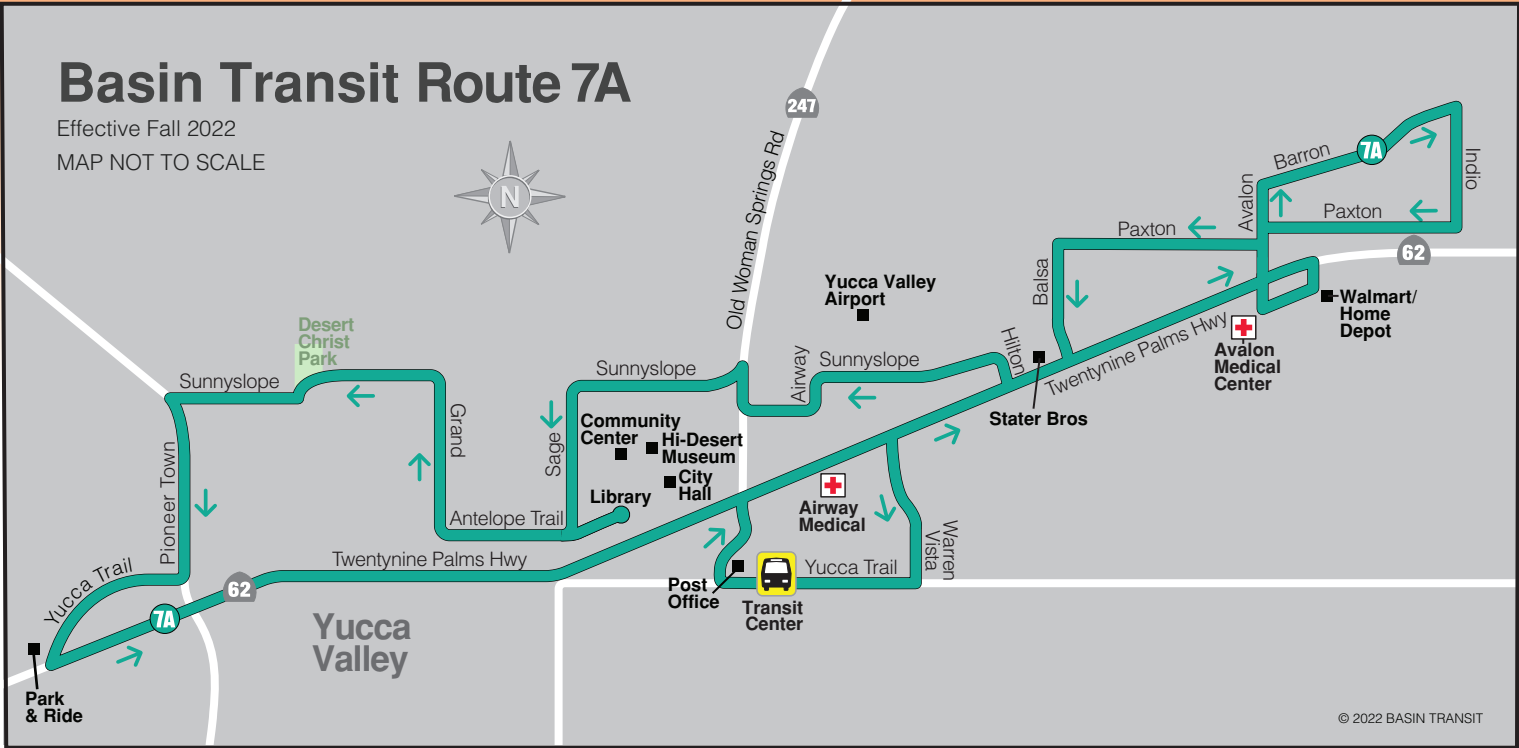 Basin Transit Route 7A
Effective Fall 2022
MAP NOT TO SCALE
N
247
Old Woman Springs Rd
Barron
7A
Indio
Avalon
Paxton
Paxton
62
Balsa
Yucca Valley
Airport
Walmart/
Home
Depot
Desert
Christ
Park
Hilton
Twentynine Palms Hwy
Avalon
Medical
Center
Sunnyslope
Sunnyslope
Airway
Sunnyslope
Stater Bros
Grand
Sage
Community
Center
Hi-Desert
Museum
City
Hall
Library
Pioneer Town
Antelope Trail
Airway
Medical
Warren
Vista
Twentynine Palms Hwy
Yucca Trail
Yucca Trail
62
Post
Office
Transit
Center
7A
Yucca
Valley
Park
& Ride
© 2022 BASIN TRANSIT